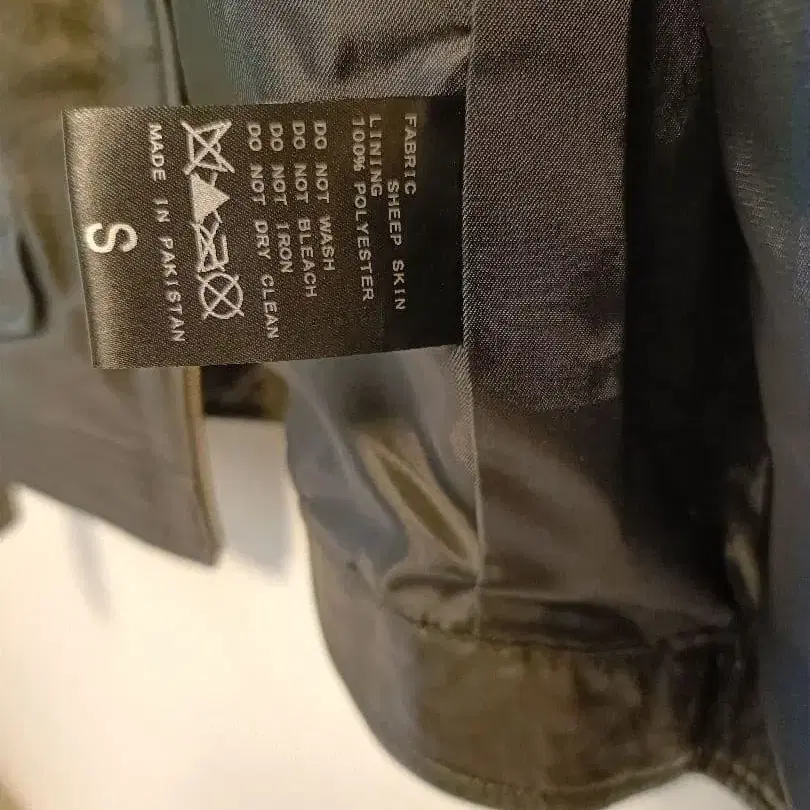 FABRIC
SHEEP SKIN
LINING
100% POLYESTER
DO NOT WASH
DO NOT BLEACH
DO NOT IRON
DO NOT DRY CLEAN
MADE IN PAKISTAN
S